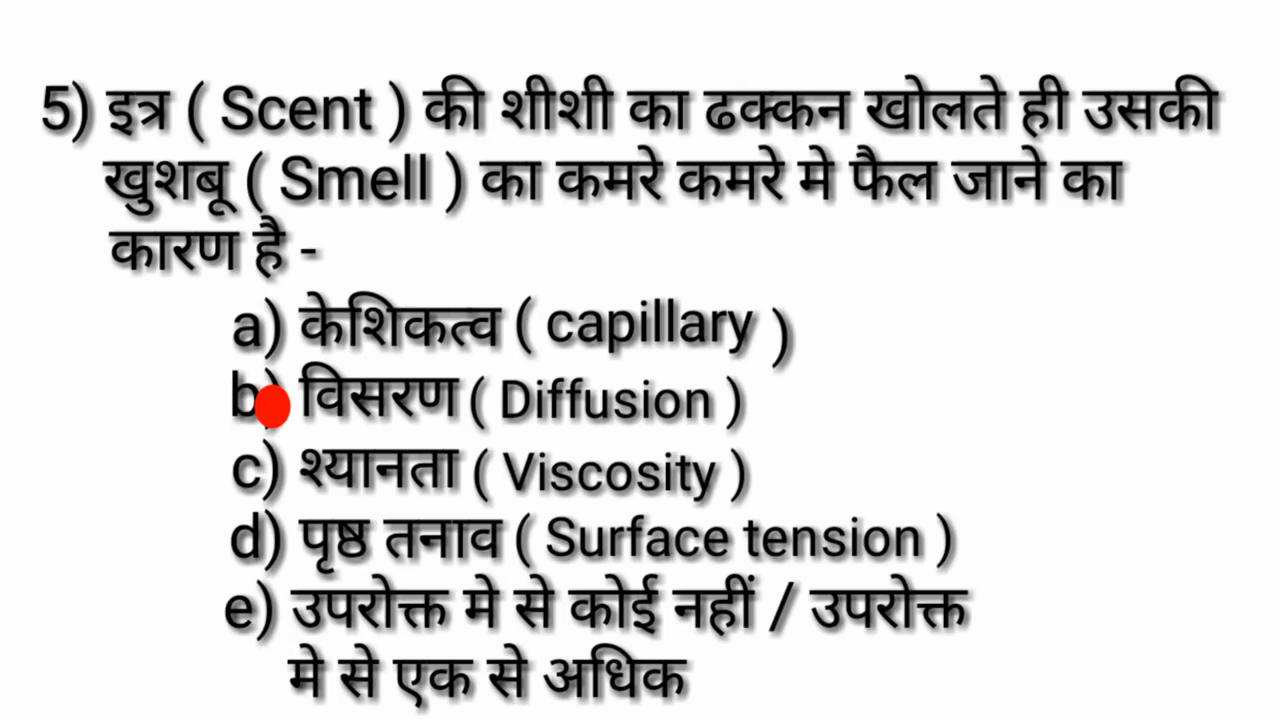 5) इत्र ( Scent ) की शीशी का ढक्कन खोलते ही उसकी
खुशबू ( Smell ) का कमरे कमरे मे फैल जाने का
कारण है -
a) केशिकत्व ( capillary )
b) विसरण ( Diffusion )
c) श्यानता ( Viscosity )
d) पृष्ठ तनाव ( Surface tension )
e) उपरोक्त मे से कोई नहीं / उपरोक्त
मे से एक से अधिक